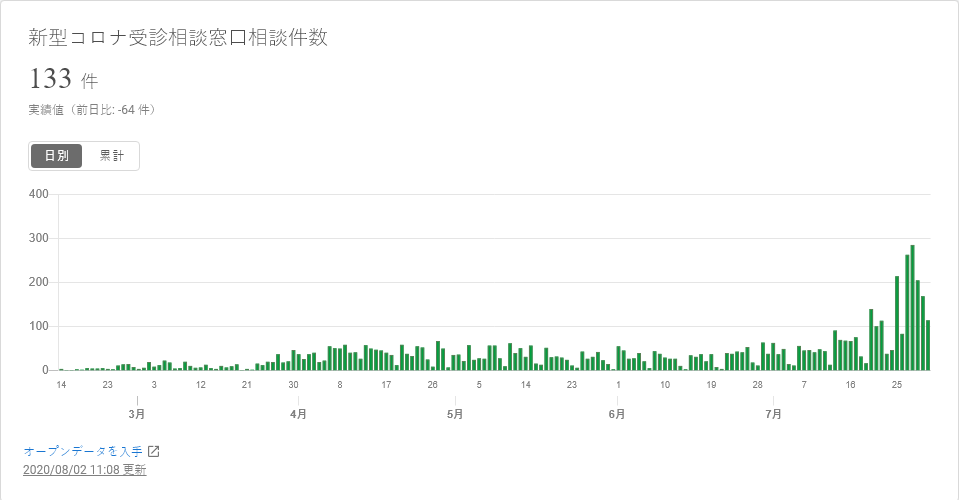 新型コロナ受診相談窓口相談件数
133 件
実績値（前日比: -64 件）
日別 累計
400
300
200
100
0
14 23 3 12 21 30 8 17 26 5 14 23 1 10 19 28 7 16 25
3月 4月 5月 6月 7月
オープンデータを入手
2020/08/02 11:08 更新